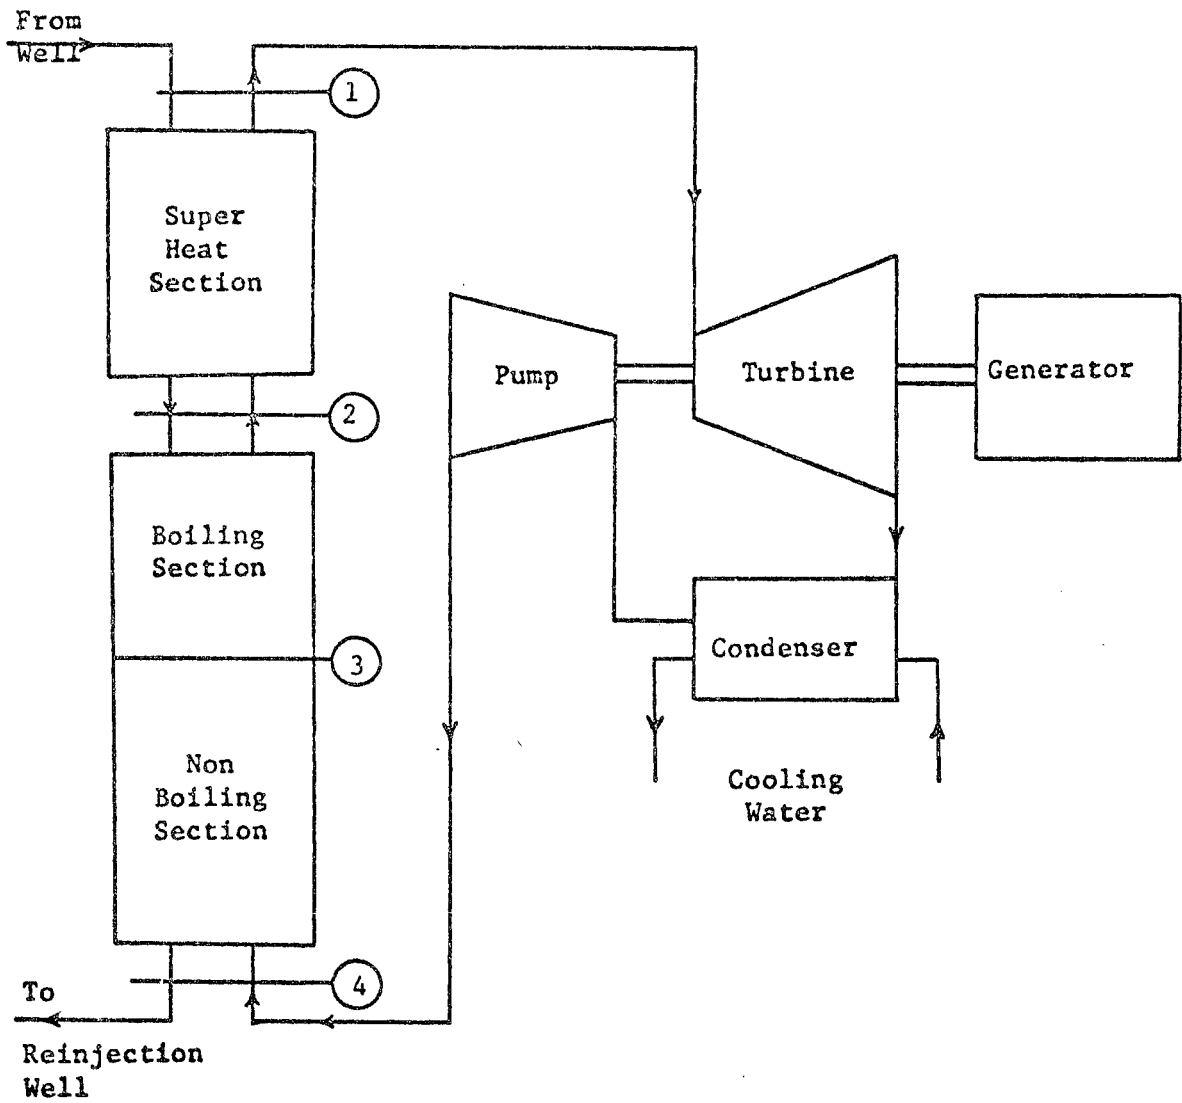 From
Well
1
Super
Heat
Section
Pump
Turbine
Generator
2
Boiling
Section
Condenser
3
Non
Boiling
Section
Cooling
Water
4
To
Reinjection
Well